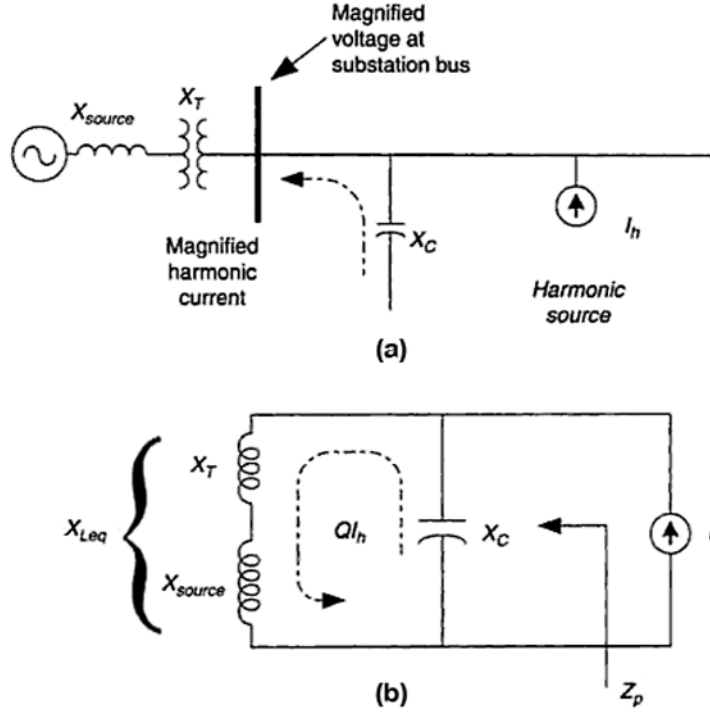 Magnified
voltage at
substation bus
X_T
X_source
Magnified
harmonic
current
X_C
I_h
Harmonic
source
(a)
X_T
X_Leq
QI_h
X_C
X_source
(b)
Z_p